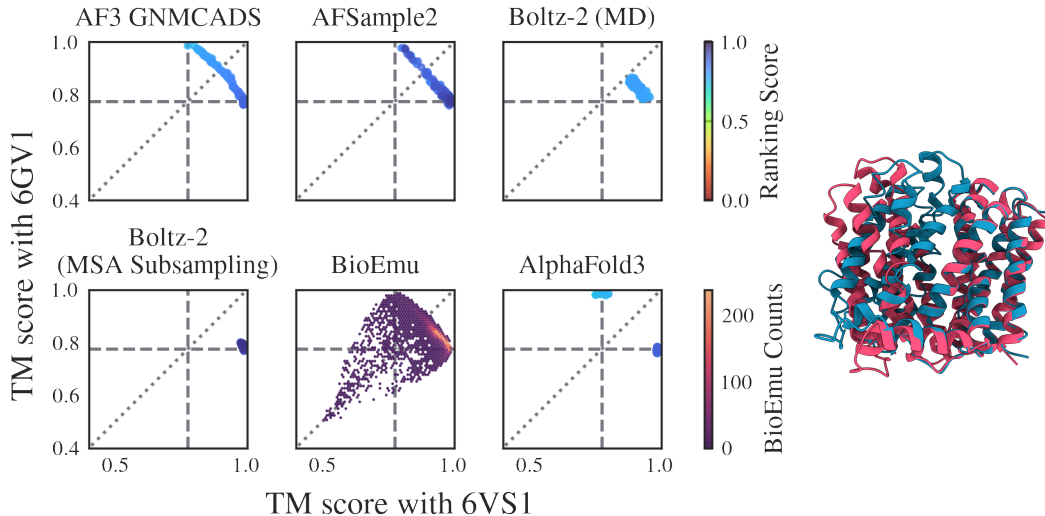 AF3 GNMCADS
AFSample2
Boltz-2 (MD)
1.0
0.8
0.6
0.4
1.0
0.5
0.0
Ranking Score
TM score with 6GV1
Boltz-2
(MSA Subsampling)
BioEmu
AlphaFold3
1.0
0.8
0.6
0.4
0.5
1.0
0.5
1.0
0.5
1.0
200
100
0
BioEmu Counts
TM score with 6VS1